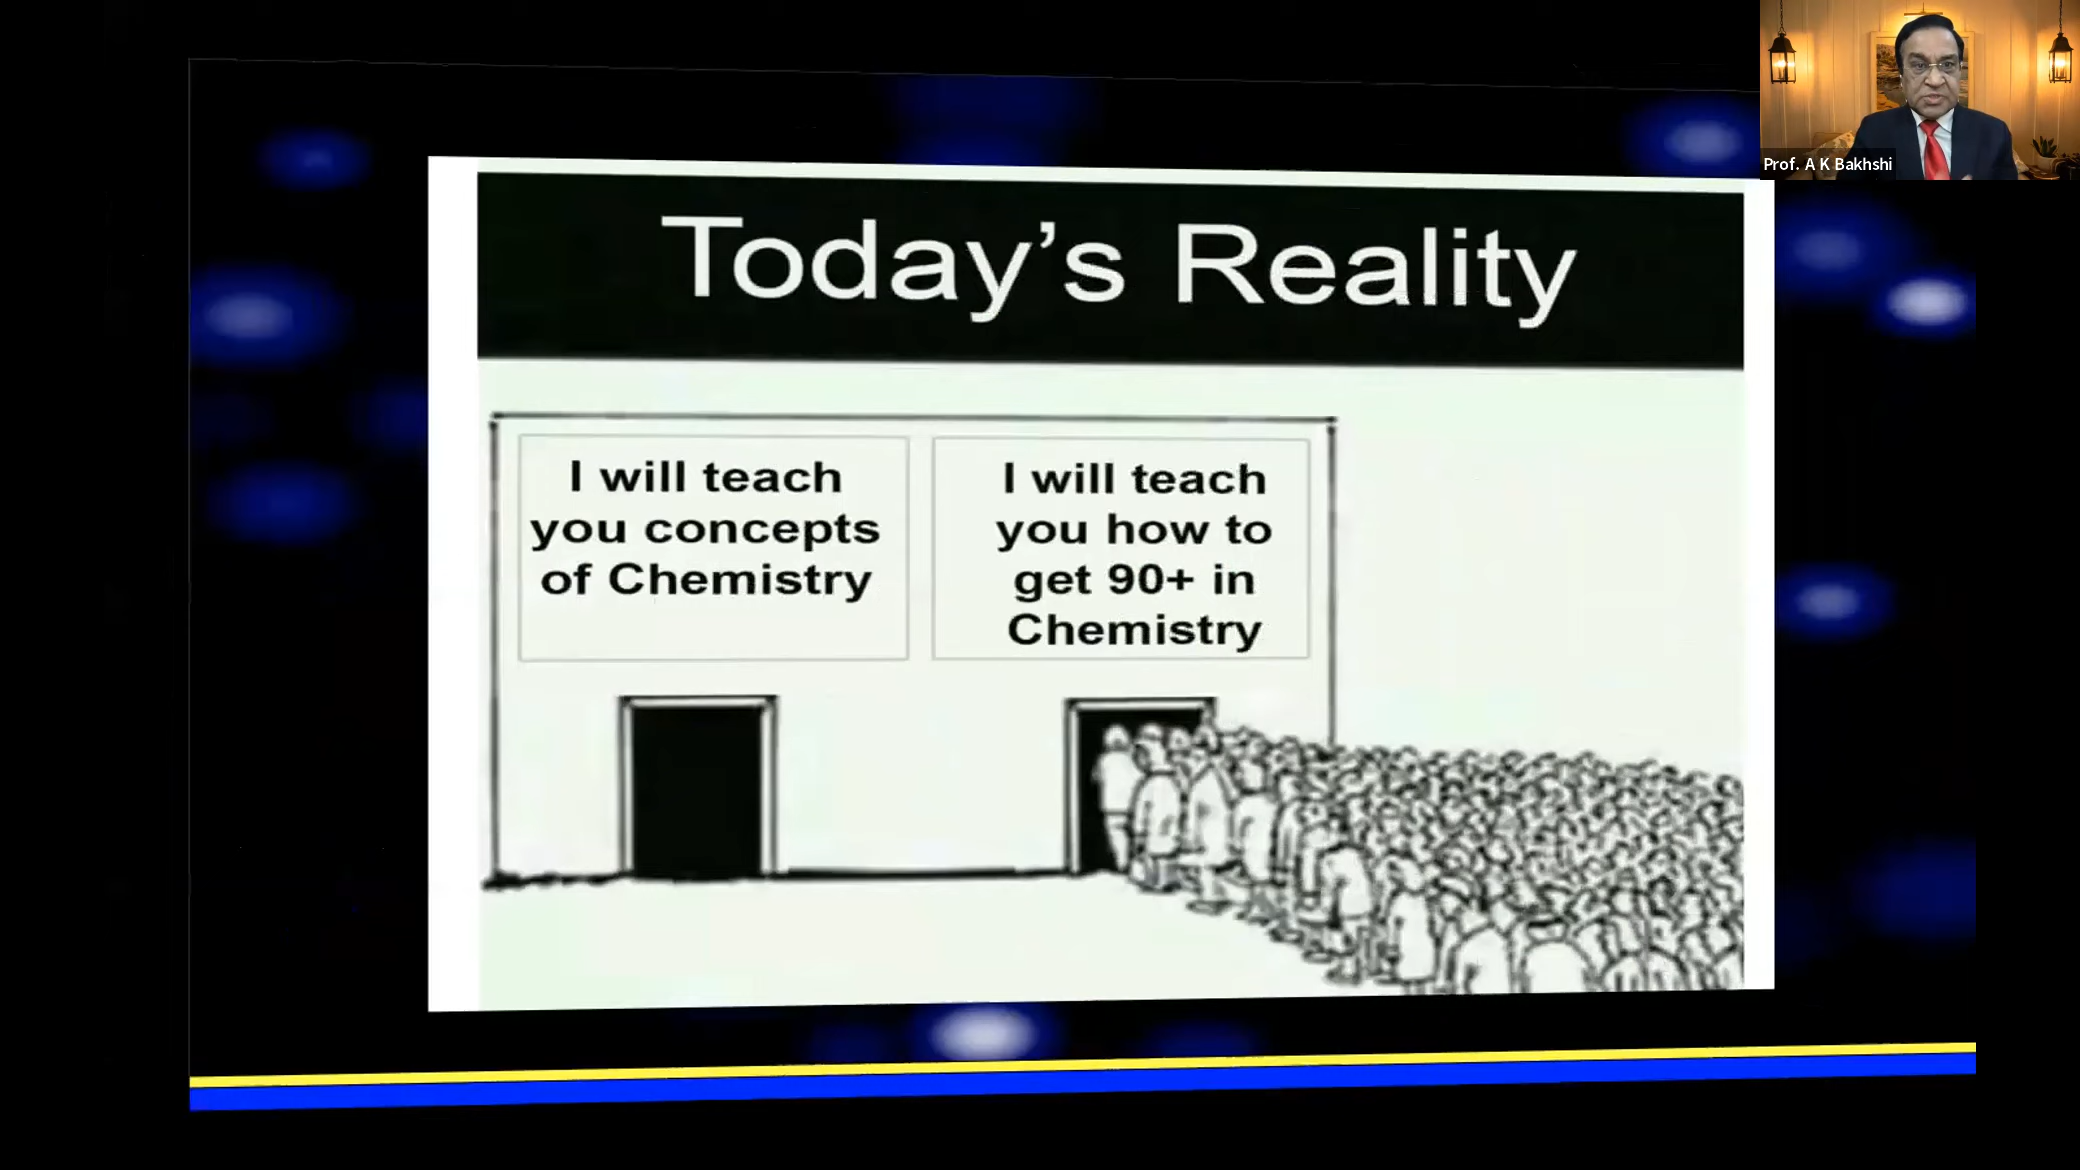 Today's Reality
I will teach
you concepts
of Chemistry
I will teach
you how to
get 90+ in
Chemistry
Prof. A K Bakhshi